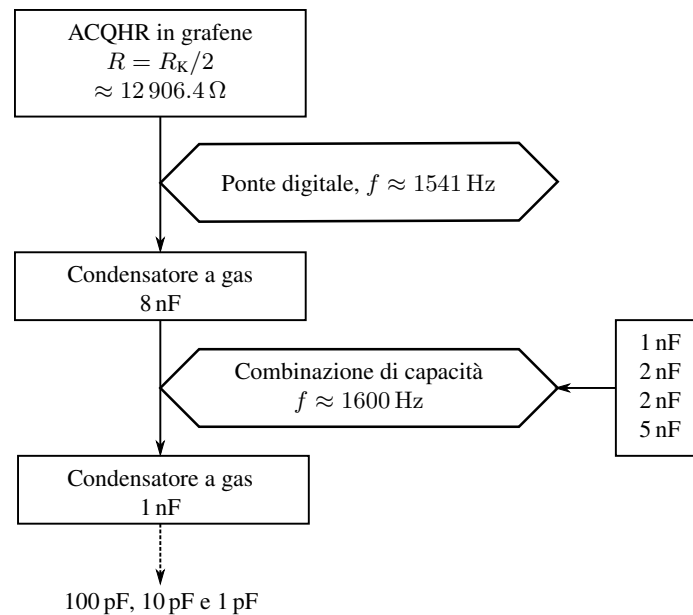 ACQHR in grafene
R = R_K/2
≈ 12 906.4 Ω
Ponte digitale, f ≈ 1541 Hz
Condensatore a gas
8 nF
Combinazione di capacità
f ≈ 1600 Hz
1 nF
2 nF
2 nF
5 nF
Condensatore a gas
1 nF
100 pF, 10 pF e 1 pF